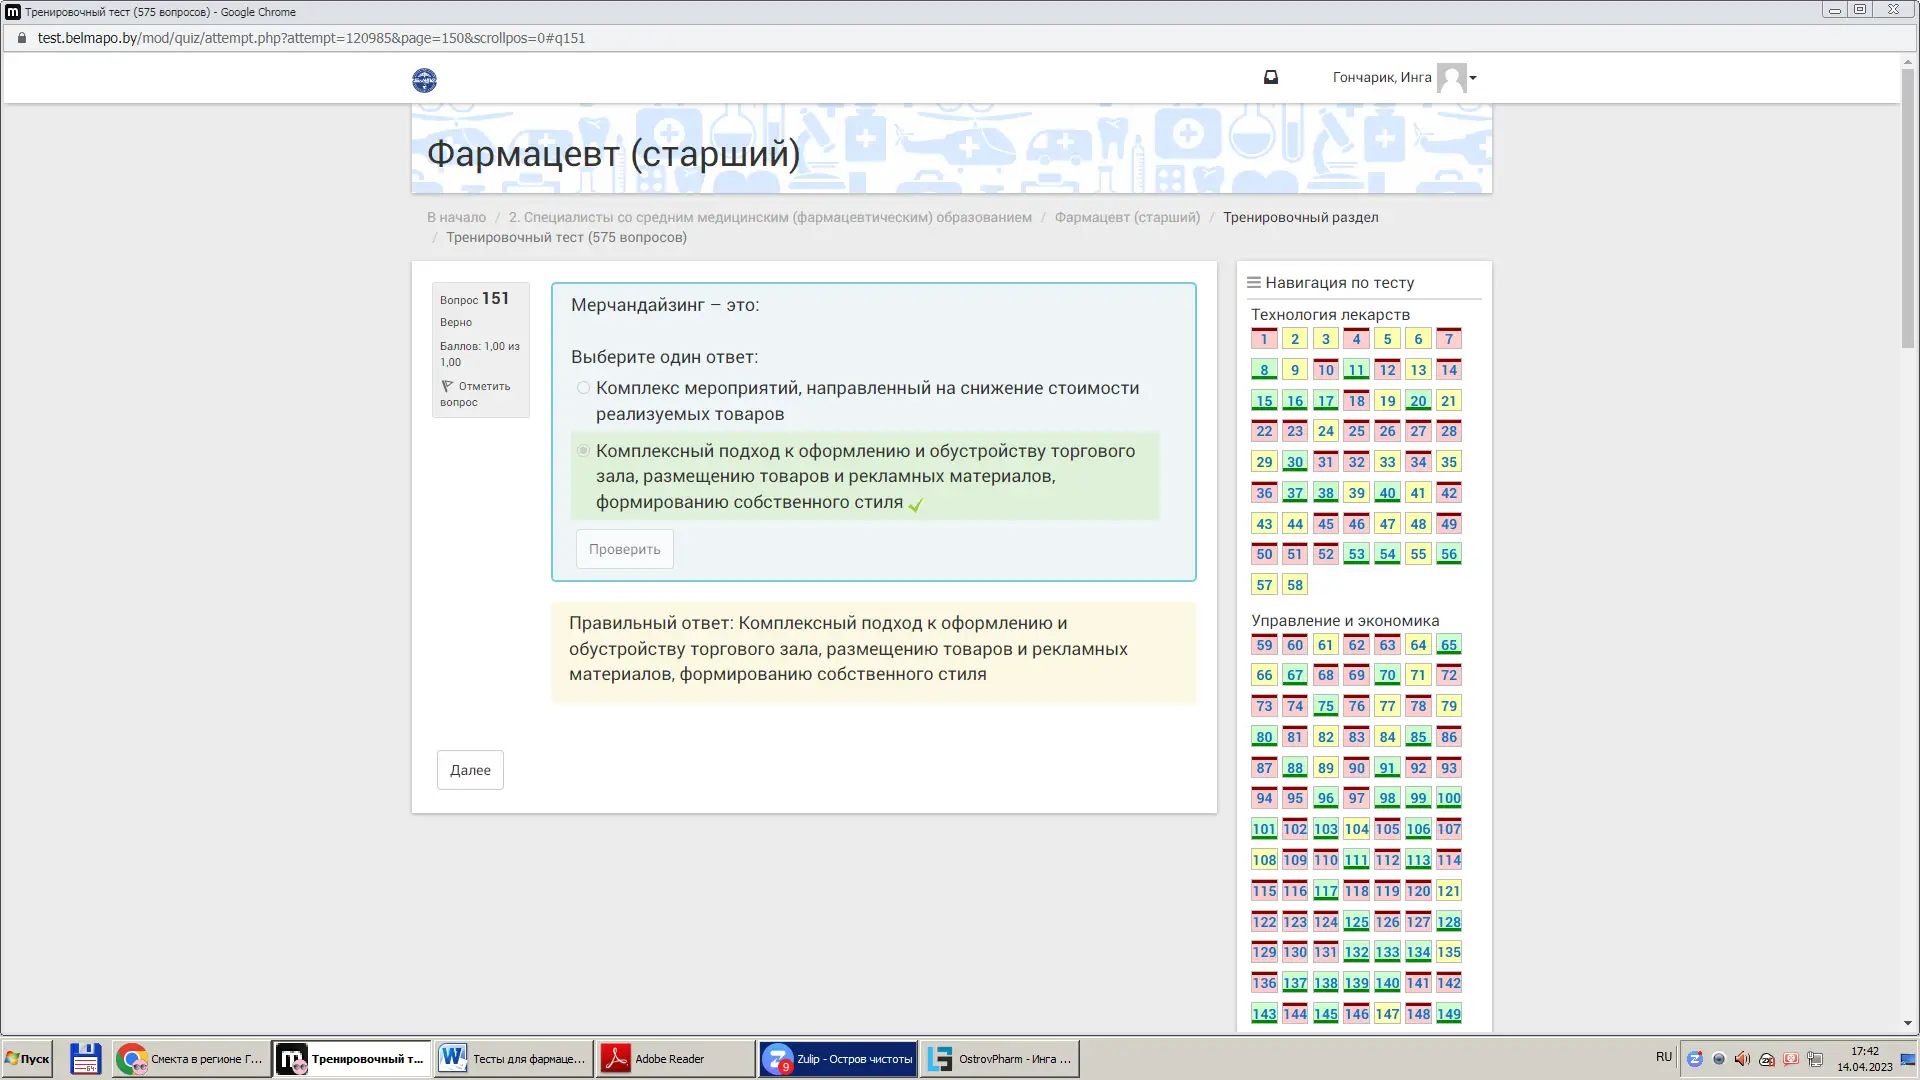 Тренировочный тест (575 вопросов) - Google Chrome
test.belmapo.by/mod/quiz/attempt.php?attempt=120985&page=150&scrollpos=0#q151
Гончарик, Инга
Фармацевт (старший)
В начало / 2. Специалисты со средним медицинским (фармацевтическим) образованием / Фармацевт (старший) / Тренировочный раздел
/ Тренировочный тест (575 вопросов)
Вопрос 151
Верно
Баллов: 1,00 из
1,00
Отметить
вопрос
Мерчандайзинг – это:
Выберите один ответ:
Комплекс мероприятий, направленный на снижение стоимости
реализуемых товаров
Комплексный подход к оформлению и обустройству торгового
зала, размещению товаров и рекламных материалов,
формированию собственного стиля
Проверить
Правильный ответ: Комплексный подход к оформлению и
обустройству торгового зала, размещению товаров и рекламных
материалов, формированию собственного стиля
Далее
Навигация по тесту
Технология лекарств
1 2 3 4 5 6 7
8 9 10 11 12 13 14
15 16 17 18 19 20 21
22 23 24 25 26 27 28
29 30 31 32 33 34 35
36 37 38 39 40 41 42
43 44 45 46 47 48 49
50 51 52 53 54 55 56
57 58
Управление и экономика
59 60 61 62 63 64 65
66 67 68 69 70 71 72
73 74 75 76 77 78 79
80 81 82 83 84 85 86
87 88 89 90 91 92 93
94 95 96 97 98 99 100
101 102 103 104 105 106 107
108 109 110 111 112 113 114
115 116 117 118 119 120 121
122 123 124 125 126 127 128
129 130 131 132 133 134 135
136 137 138 139 140 141 142
143 144 145 146 147 148 149
Пуск
Смекта в регионе Г...
Тренировочный т...
Тесты для фармаце...
Adobe Reader
9 Zulip - Остров чистоты
OstrovPharm - Инга ...
RU
17:42
14.04.2023